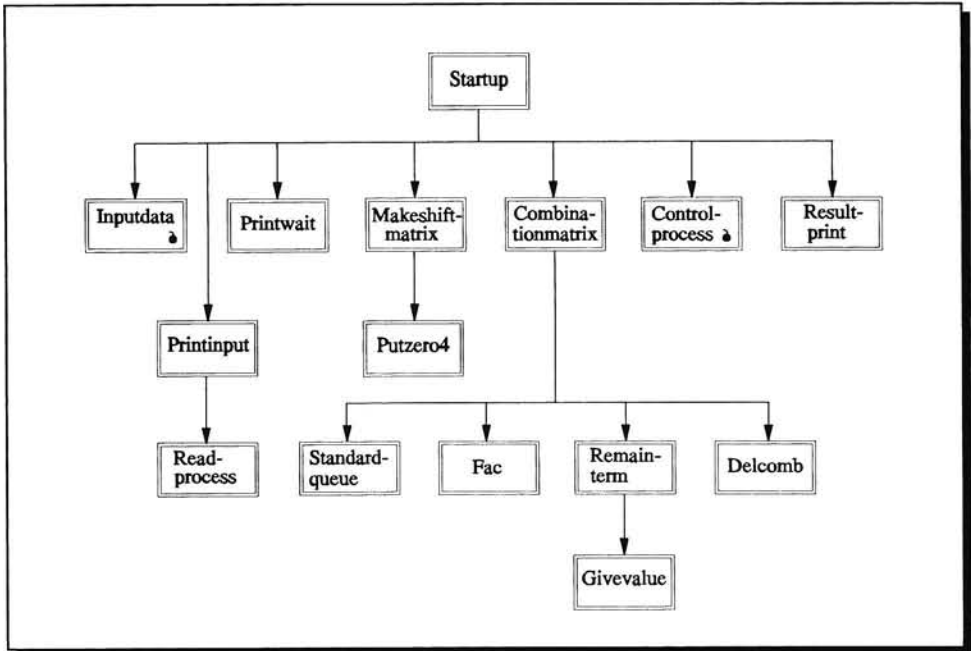 Startup
Inputdata
Printwait
Makeshift-
matrix
Combina-
tionmatrix
Control-
process
Result-
print
Printinput
Putzero4
Read-
process
Standard-
queue
Fac
Remain-
term
Delcomb
Givevalue